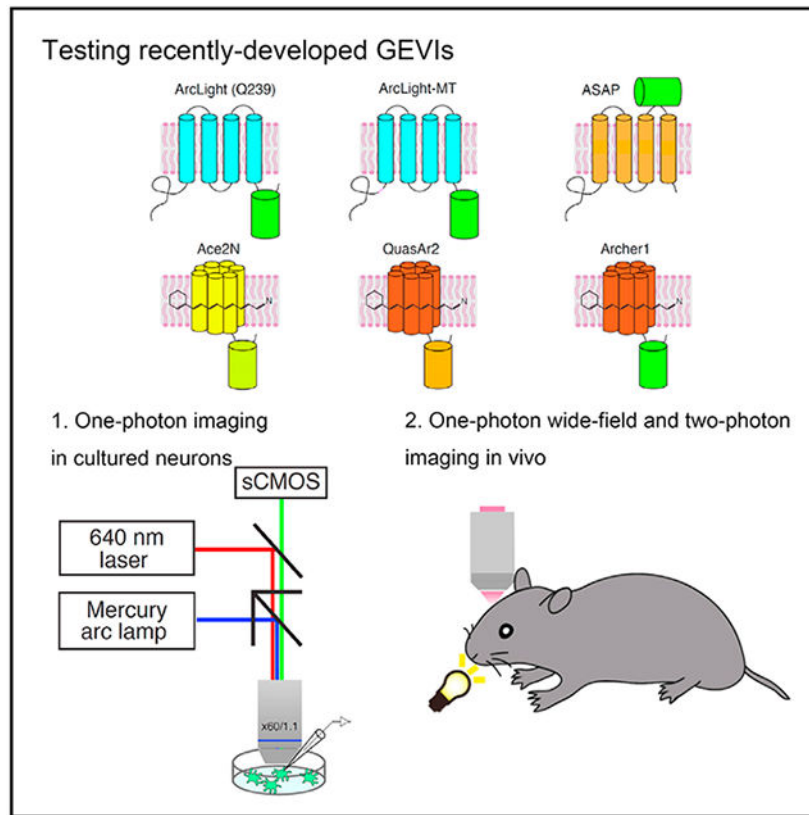 Testing recently-developed GEVIs
ArcLight (Q239)
ArcLight-MT
ASAP
Ace2N
QuasAr2
Archer1
N
N
N
1. One-photon imaging
in cultured neurons
2. One-photon wide-field and two-photon
imaging in vivo
sCMOS
640 nm
laser
Mercury
arc lamp
x60/1.1